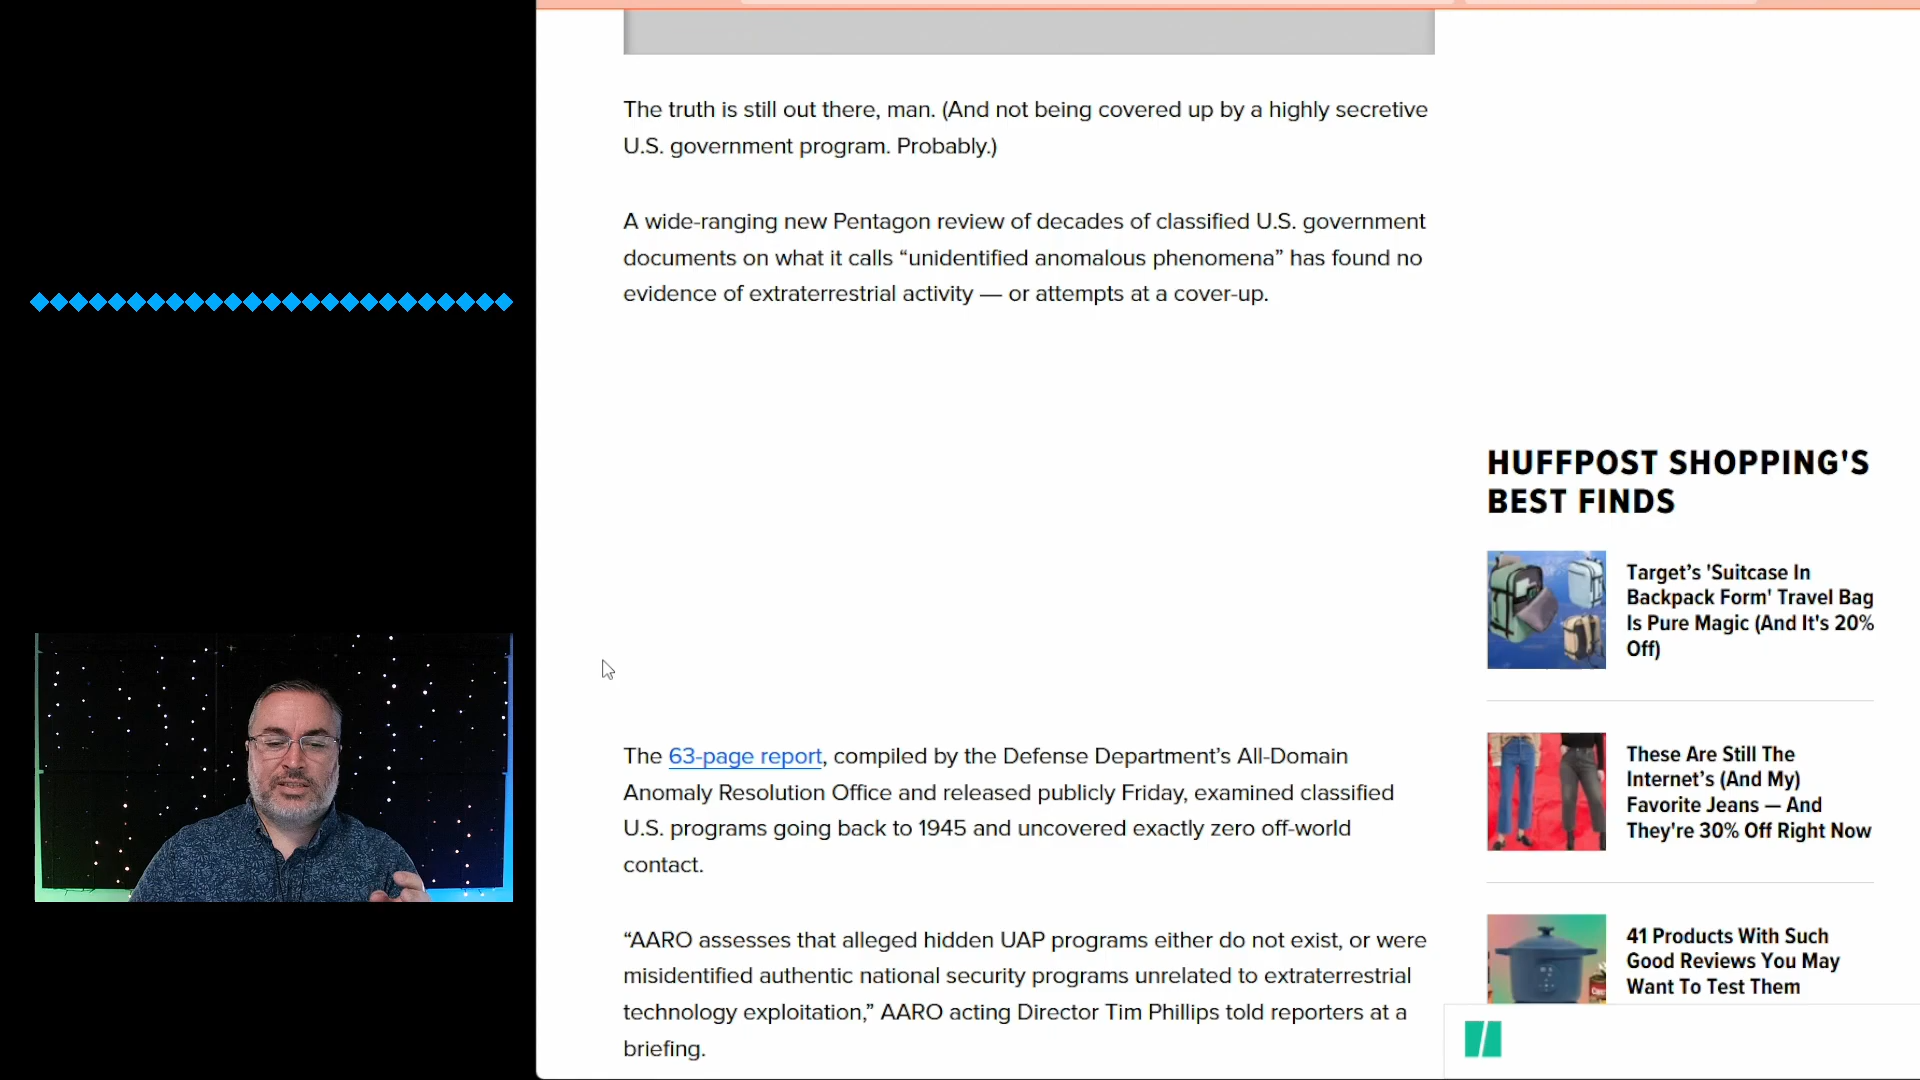 The truth is still out there, man. (And not being covered up by a highly secretive
U.S. government program. Probably.)
A wide-ranging new Pentagon review of decades of classified U.S. government
documents on what it calls “unidentified anomalous phenomena” has found no
evidence of extraterrestrial activity — or attempts at a cover-up.
The 63-page report, compiled by the Defense Department’s All-Domain
Anomaly Resolution Office and released publicly Friday, examined classified
U.S. programs going back to 1945 and uncovered exactly zero off-world
contact.
“AARO assesses that alleged hidden UAP programs either do not exist, or were
misidentified authentic national security programs unrelated to extraterrestrial
technology exploitation,” AARO acting Director Tim Phillips told reporters at a
briefing.
HUFFPOST SHOPPING'S
BEST FINDS
Target’s 'Suitcase In
Backpack Form' Travel Bag
Is Pure Magic (And It's 20%
Off)
These Are Still The
Internet’s (And My)
Favorite Jeans — And
They're 30% Off Right Now
41 Products With Such
Good Reviews You May
Want To Test Them